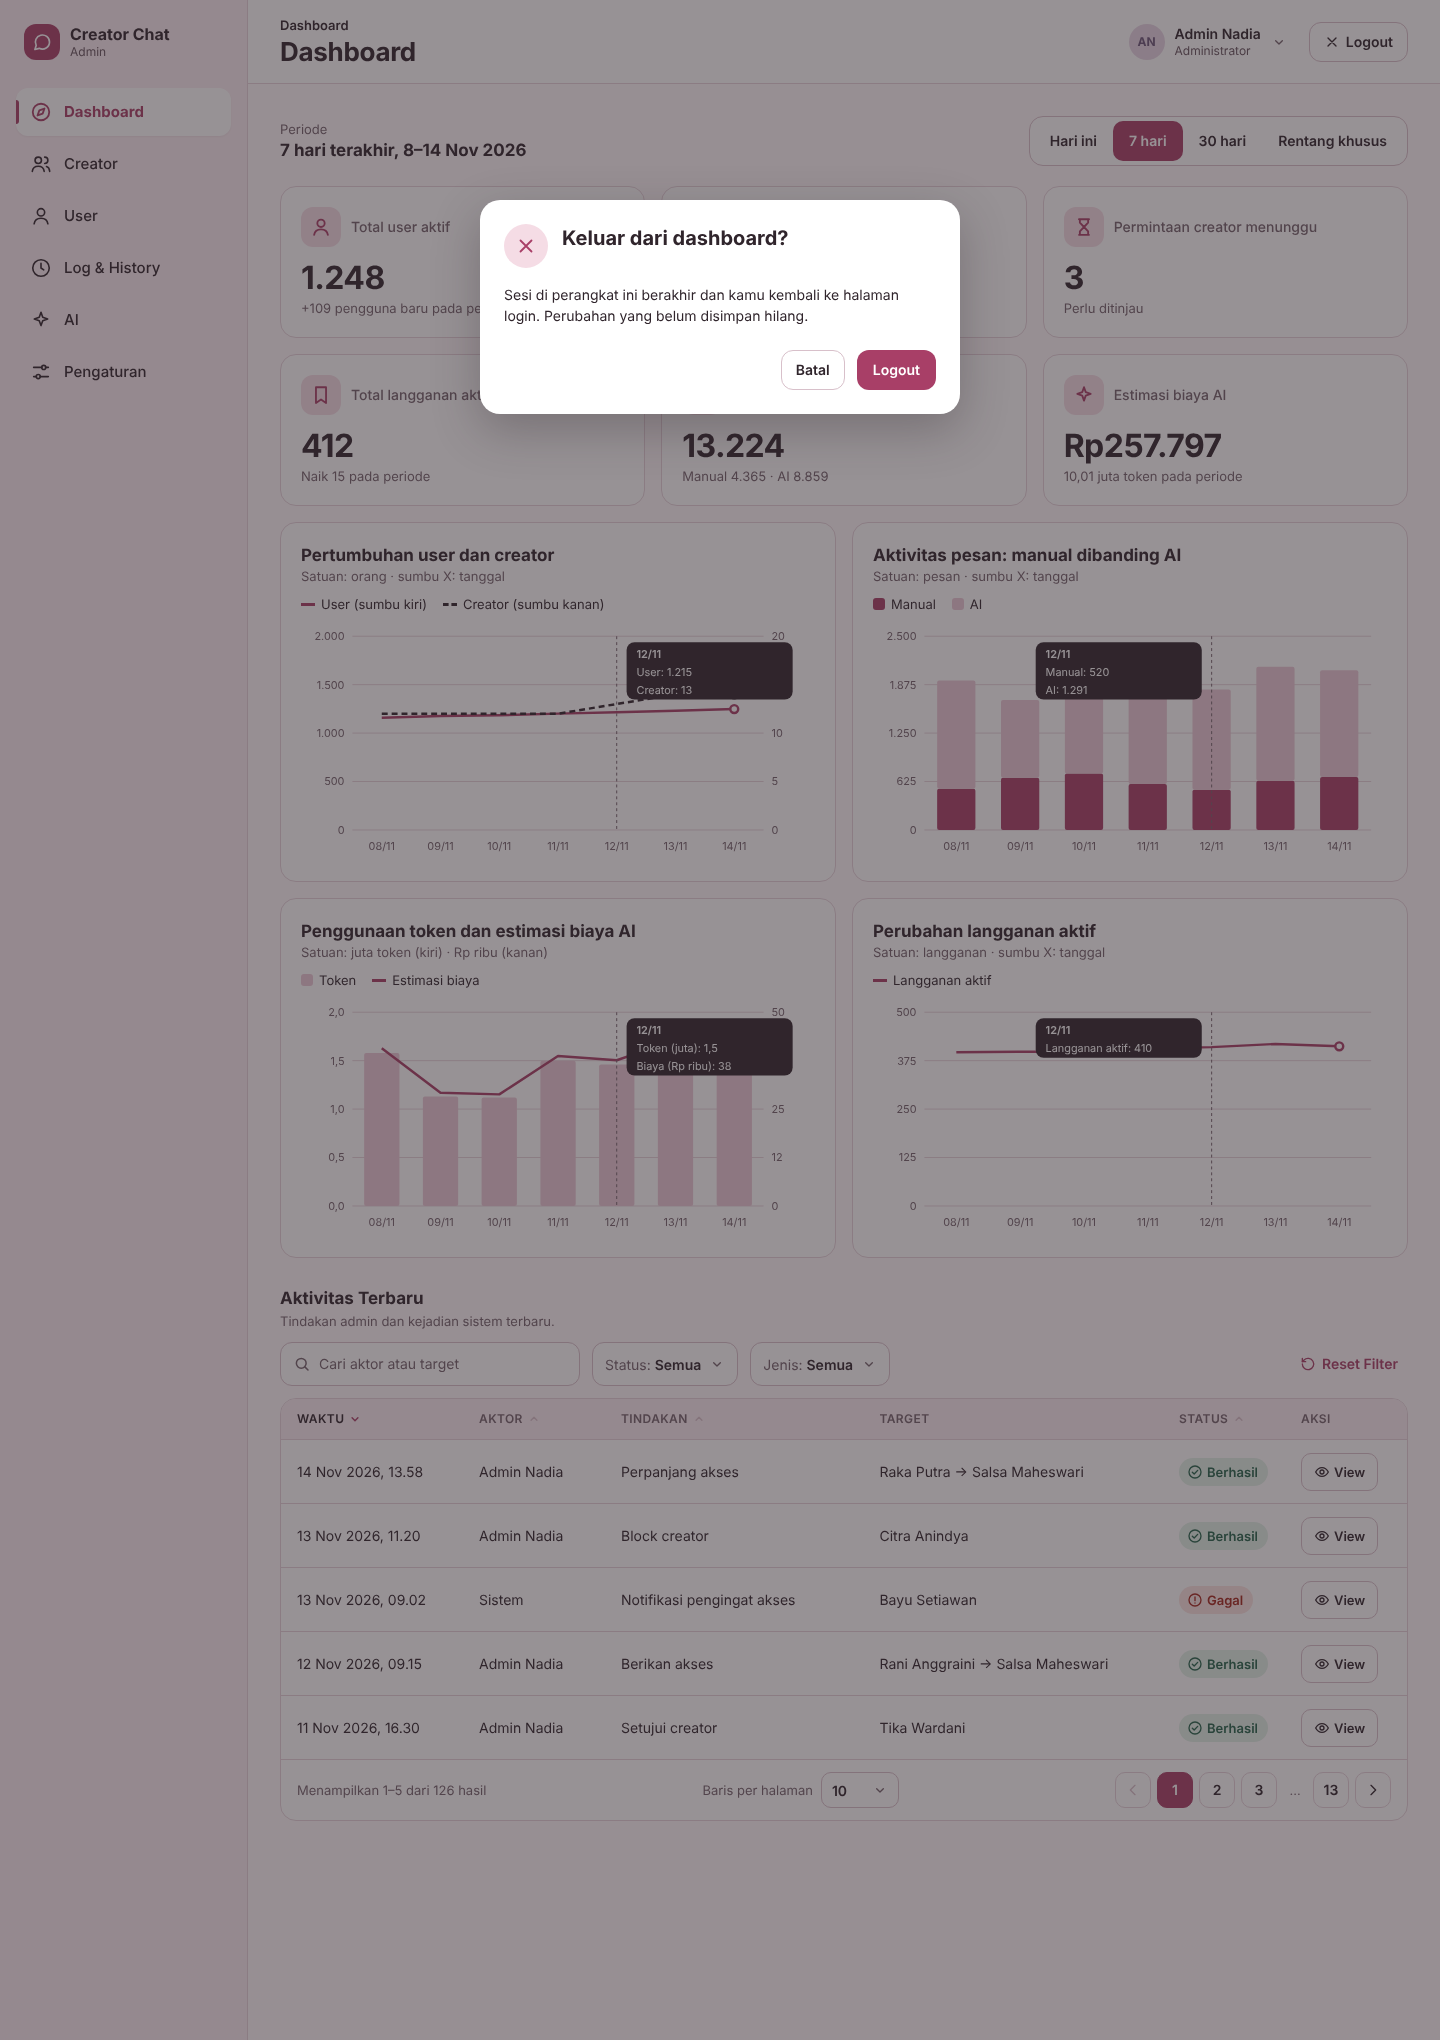 Creator Chat
Admin
Dashboard
Creator
User
Log & History
AI
Pengaturan
Dashboard
Dashboard
AN
Admin Nadia
Administrator
Logout
Periode
7 hari terakhir, 8–14 Nov 2026
Hari ini
7 hari
30 hari
Rentang khusus
Keluar dari dashboard?
Sesi di perangkat ini berakhir dan kamu kembali ke halaman
login. Perubahan yang belum disimpan hilang.
Batal
Logout
Total user aktif
1.248
+109 pengguna baru pada
Permintaan creator menunggu
3
Perlu ditinjau
Total langganan
412
Naik 15 pada periode
13.224
Manual 4.365 · AI 8.859
Estimasi biaya AI
Rp257.797
10,01 juta token pada periode
Pertumbuhan user dan creator
Satuan: orang · sumbu X: tanggal
User (sumbu kiri)
Creator (sumbu kanan)
2.000
1.500
1.000
500
0
20
10
5
0
12/11
User: 1.215
Creator: 13
08/11
09/11
10/11
11/11
12/11
13/11
14/11
Aktivitas pesan: manual dibanding AI
Satuan: pesan · sumbu X: tanggal
Manual
AI
2.500
1.875
1.250
625
0
12/11
Manual: 520
AI: 1.291
08/11
09/11
10/11
11/11
12/11
13/11
14/11
Penggunaan token dan estimasi biaya AI
Satuan: juta token (kiri) · Rp ribu (kanan)
Token
Estimasi biaya
2,0
1,5
1,0
0,5
0,0
50
25
12
0
12/11
Token (juta): 1,5
Biaya (Rp ribu): 38
08/11
09/11
10/11
11/11
12/11
13/11
14/11
Perubahan langganan aktif
Satuan: langganan · sumbu X: tanggal
Langganan aktif
500
375
250
125
0
12/11
Langganan aktif: 410
08/11
09/11
10/11
11/11
12/11
13/11
14/11
Aktivitas Terbaru
Tindakan admin dan kejadian sistem terbaru.
Cari aktor atau target
Status: Semua
Jenis: Semua
Reset Filter
WAKTU AKTOR TINDAKAN TARGET STATUS AKSI
14 Nov 2026, 13.58 Admin Nadia Perpanjang akses Raka Putra → Salsa Maheswari Berhasil View
13 Nov 2026, 11.20 Admin Nadia Block creator Citra Anindya Berhasil View
13 Nov 2026, 09.02 Sistem Notifikasi pengingat akses Bayu Setiawan Gagal View
12 Nov 2026, 09.15 Admin Nadia Berikan akses Rani Anggraini → Salsa Maheswari Berhasil View
11 Nov 2026, 16.30 Admin Nadia Setujui creator Tika Wardani Berhasil View
Menampilkan 1–5 dari 126 hasil
Baris per halaman 10
1 2 3 ... 13